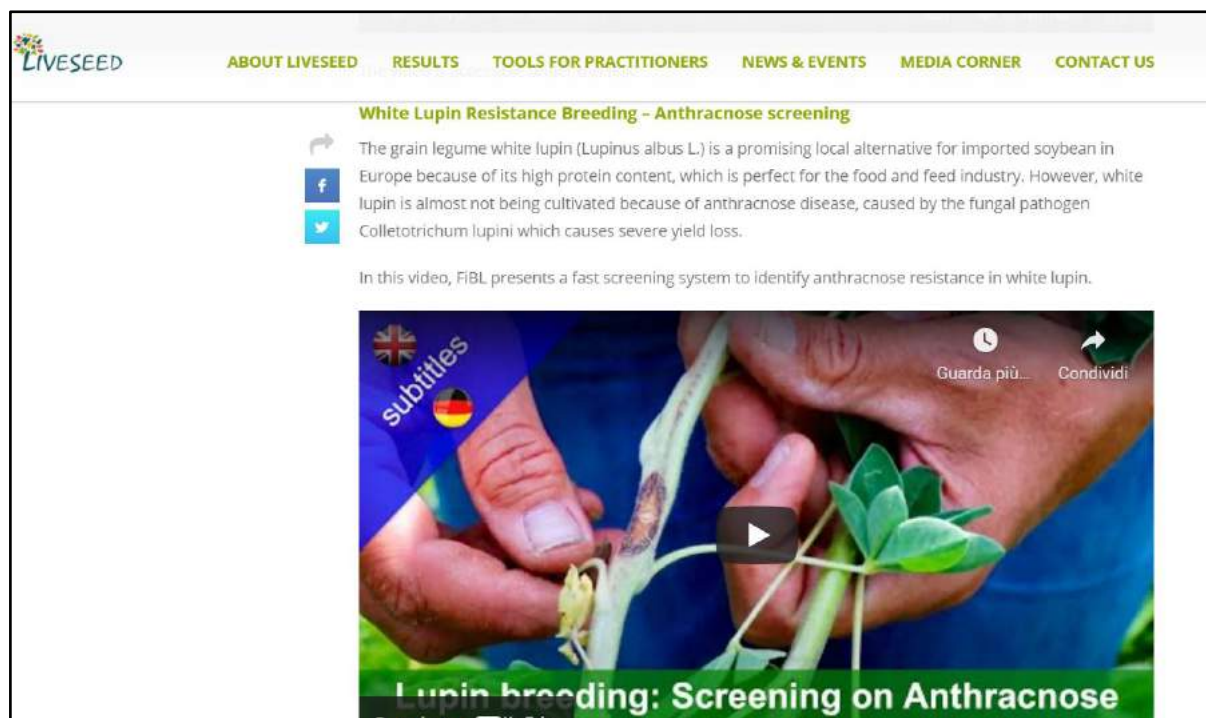 LIVESEED
ABOUT LIVESEED RESULTS TOOLS FOR PRACTITIONERS NEWS & EVENTS MEDIA CORNER CONTACT US
White Lupin Resistance Breeding – Anthracnose screening
The grain legume white lupin (Lupinus albus L.) is a promising local alternative for imported soybean in
Europe because of its high protein content, which is perfect for the food and feed industry. However, white
lupin is almost not being cultivated because of anthracnose disease, caused by the fungal pathogen
Colletotrichum lupini which causes severe yield loss.
In this video, FiBL presents a fast screening system to identify anthracnose resistance in white lupin.
subtitles
Guarda più... Condividi
Lupin breeding: Screening on Anthracnose